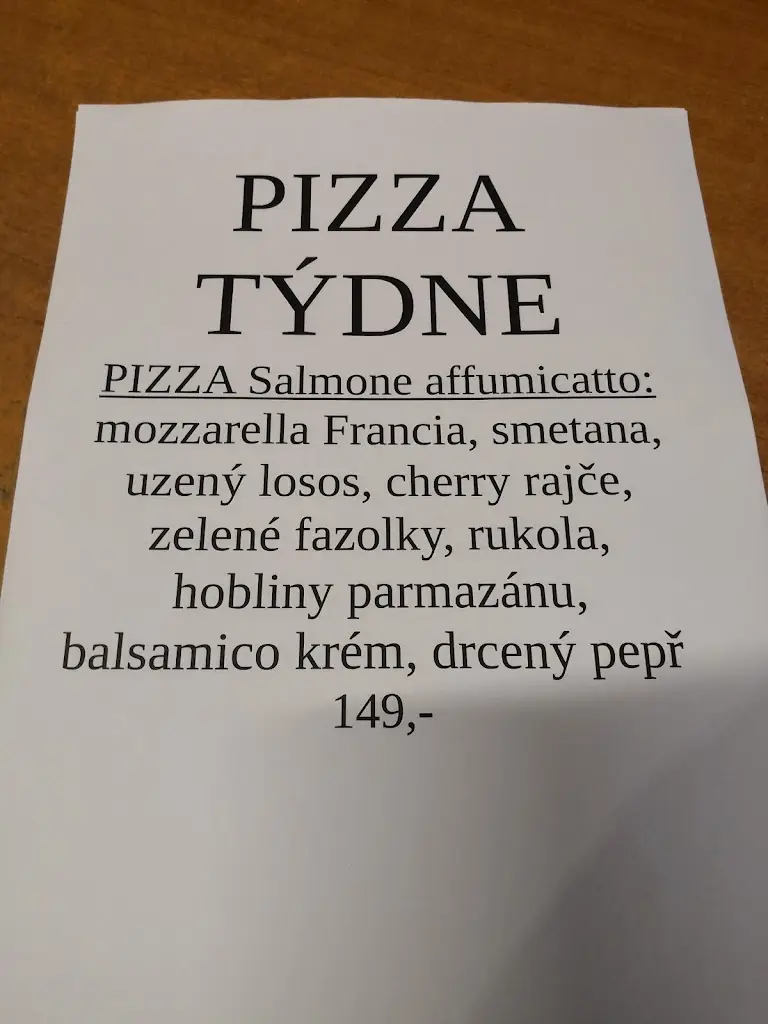 PIZZA
TÝDNE
PIZZA Salmone affumicatto:
mozzarella Francia, smetana,
uzený losos, cherry rajče,
zelené fazolky, rukola,
hobliny parmazánu,
balsamico krém, drcený pepř
149,-